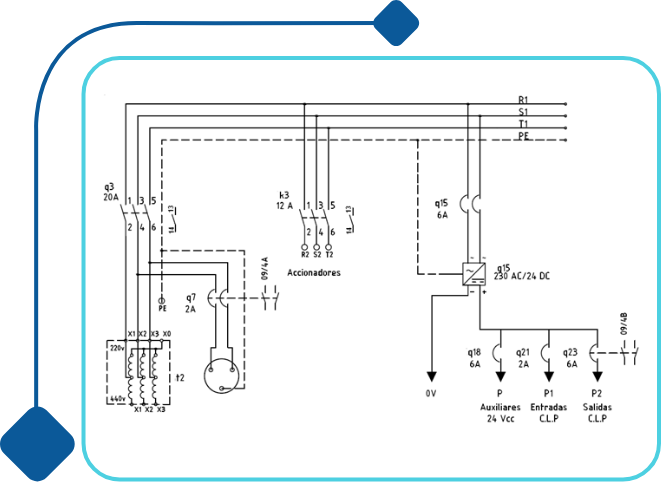 R1
S1
T1
PE
q3
20A
1 3 5
2 4 6
13
14
k3
12 A
1 3 5
2 4 6
13
14
R2 S2 T2
Accionadores
q15
6A
q15
230 AC/24 DC
~ ~
- +
09/4A
q7
2A
PE
X1 X2 X3 X0
220v
440v
t2
X1 X2 X3
09/4B
q18
6A
q21
2A
q23
6A
0V
P
Auxiliares
24 Vcc
P1
Entradas
C.L.P
P2
Salidas
C.L.P